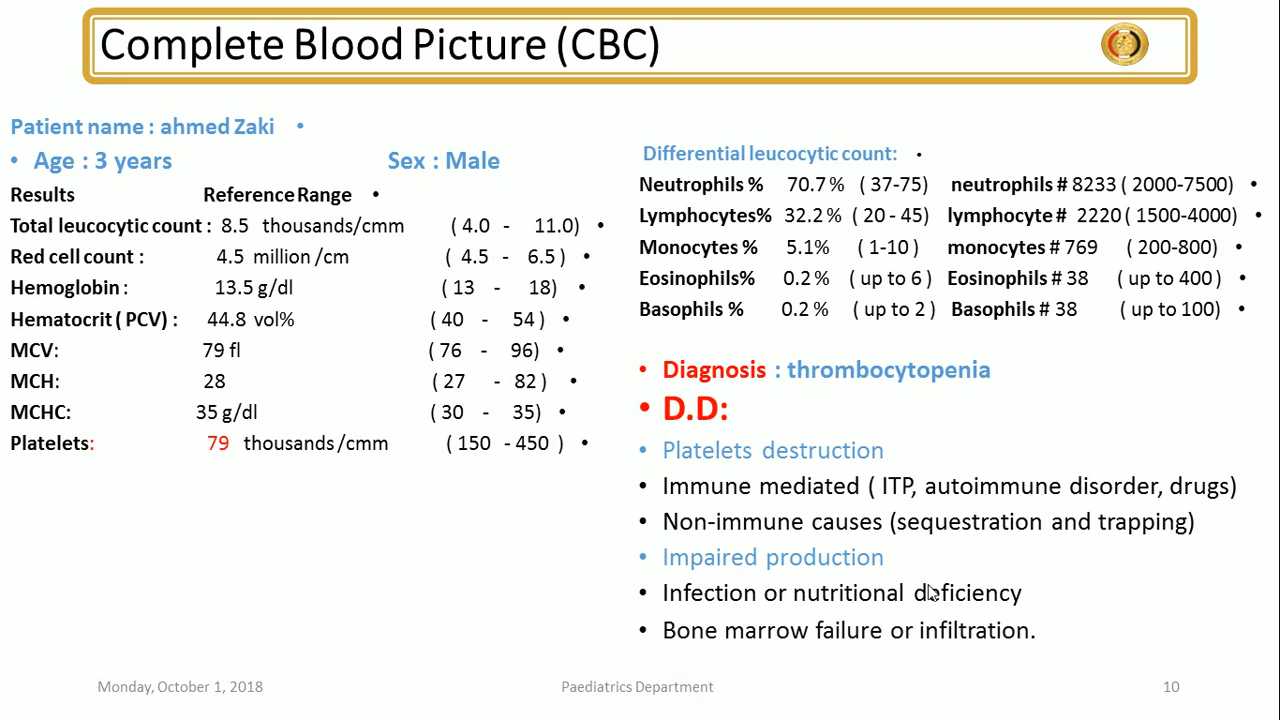 Complete Blood Picture (CBC)
Patient name : ahmed Zaki •
• Age : 3 years Sex : Male
Results Reference Range •
Total leucocytic count : 8.5 thousands/cmm ( 4.0 - 11.0) •
Red cell count : 4.5 million /cm ( 4.5 - 6.5 ) •
Hemoglobin : 13.5 g/dl ( 13 - 18) •
Hematocrit ( PCV) : 44.8 vol% ( 40 - 54 ) •
MCV: 79 fl ( 76 - 96) •
MCH: 28 ( 27 - 82 ) •
MCHC: 35 g/dl ( 30 - 35) •
Platelets: 79 thousands /cmm ( 150 - 450 ) •
Differential leucocytic count: •
Neutrophils % 70.7 % ( 37-75) neutrophils # 8233 ( 2000-7500) •
Lymphocytes% 32.2 % ( 20 - 45) lymphocyte # 2220 ( 1500-4000) •
Monocytes % 5.1% ( 1-10 ) monocytes # 769 ( 200-800) •
Eosinophils% 0.2 % ( up to 6 ) Eosinophils # 38 ( up to 400 ) •
Basophils % 0.2 % ( up to 2 ) Basophils # 38 ( up to 100) •
• Diagnosis : thrombocytopenia
• D.D:
• Platelets destruction
• Immune mediated ( ITP, autoimmune disorder, drugs)
• Non-immune causes (sequestration and trapping)
• Impaired production
• Infection or nutritional deficiency
• Bone marrow failure or infiltration.
Monday, October 1, 2018 Paediatrics Department 10